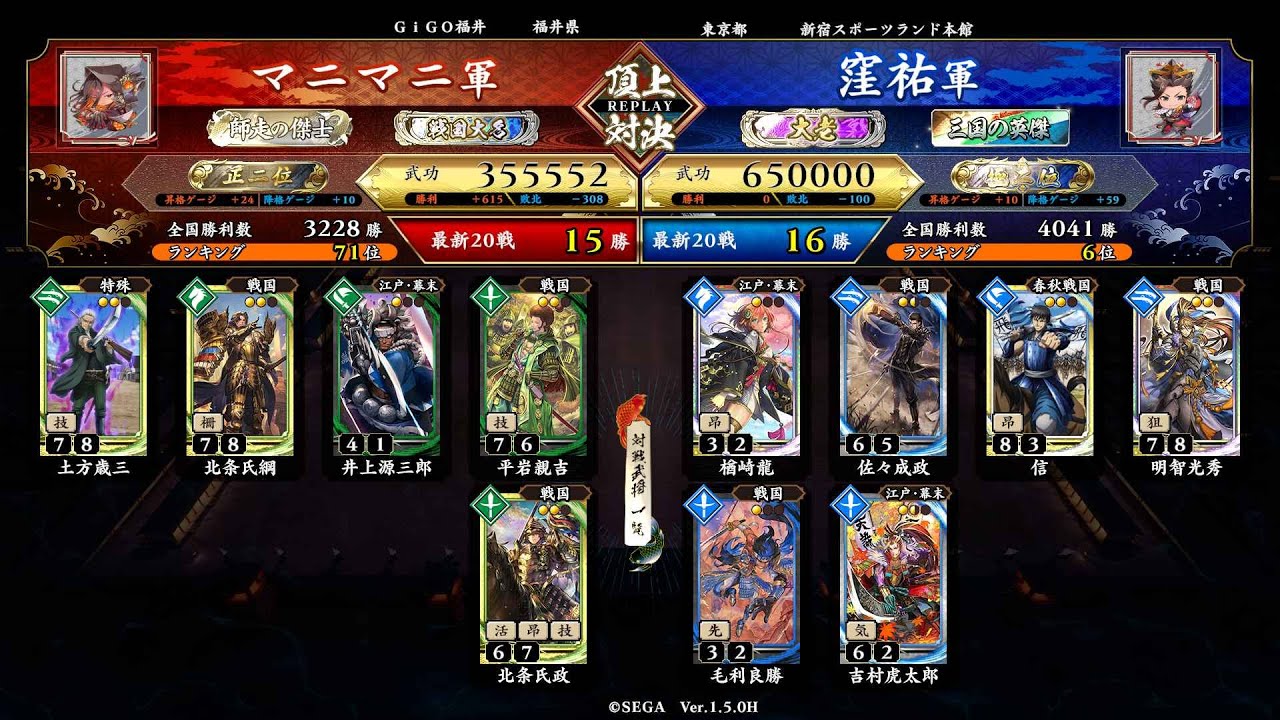 GiGO福井 福井県
東京都 新宿スポーツランド本館
マニマニ軍
頂上
REPLAY
対決
窪祐軍
師走の傑士
戦国大名
大老
三国の英傑
正二位
武功 355552
武功 650000
昇格ゲージ +24 降格ゲージ +10
勝利 +615 敗北 -308
勝利 0 敗北 -100
昇格ゲージ +10 降格ゲージ +59
全国勝利数 3228勝
最新20戦 15勝
最新20戦 16勝
全国勝利数 4041勝
ランキング 71位
ランキング 6位
特殊
技
7 8
土方歳三
戦国
柵
7 8
北条氏綱
江戸・幕末
4 1
井上源三郎
戦国
技
7 6
平岩親吉
江戸・幕末
昂
3 2
楢崎龍
戦国
6 5
佐々成政
春秋戦国
飛
昂
8 3
信
戦国
狙
7 8
明智光秀
対戦武将一覧
戦国
活 昂 技
6 7
北条氏政
戦国
先
3 2
毛利良勝
江戸・幕末
気
6 2
吉村虎太郎
©SEGA Ver.1.5.0H